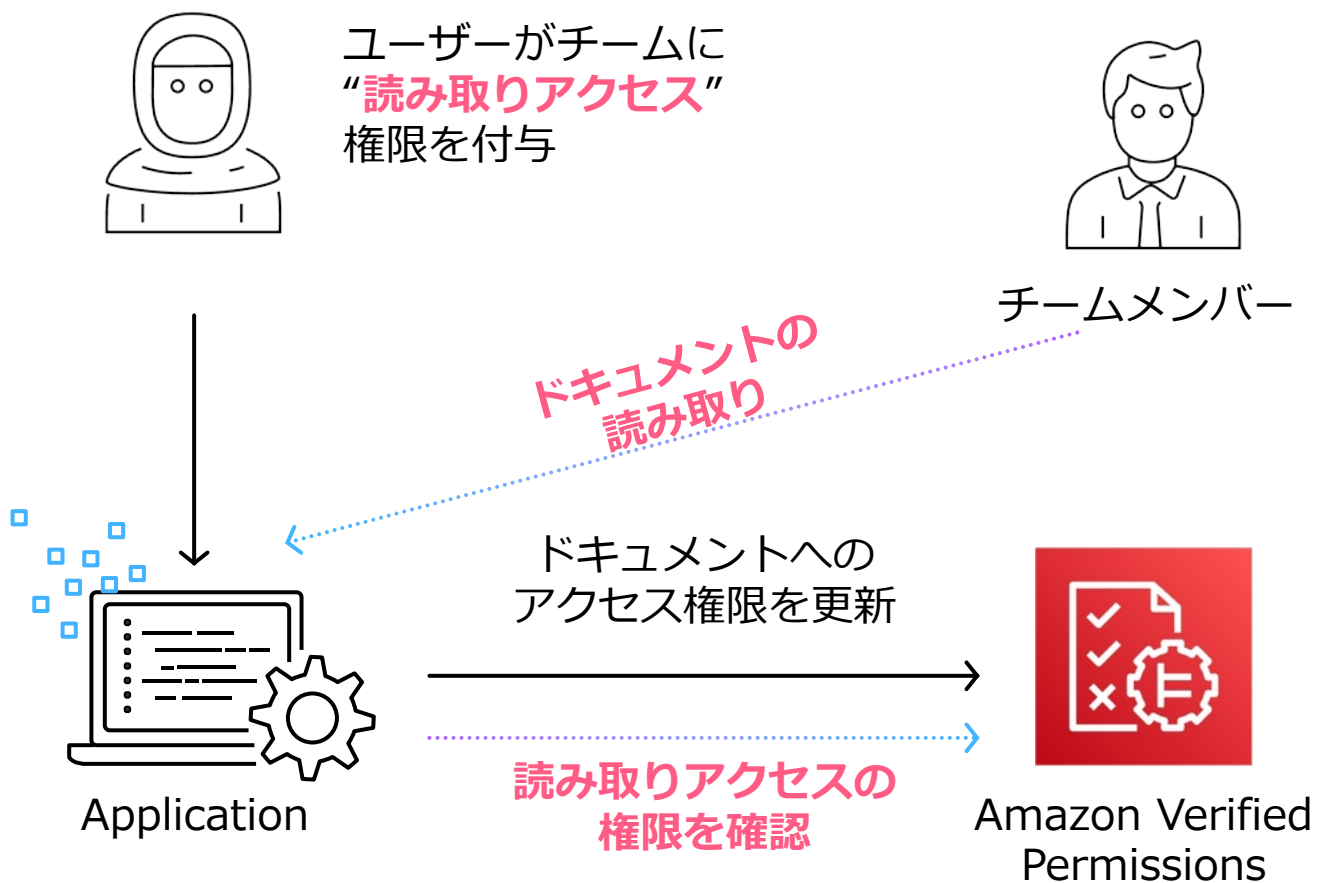 ユーザーがチームに
“読み取りアクセス”
権限を付与
チームメンバー
ドキュメントの
読み取り
ドキュメントへの
アクセス権限を更新
読み取りアクセスの
権限を確認
Application
Amazon Verified
Permissions